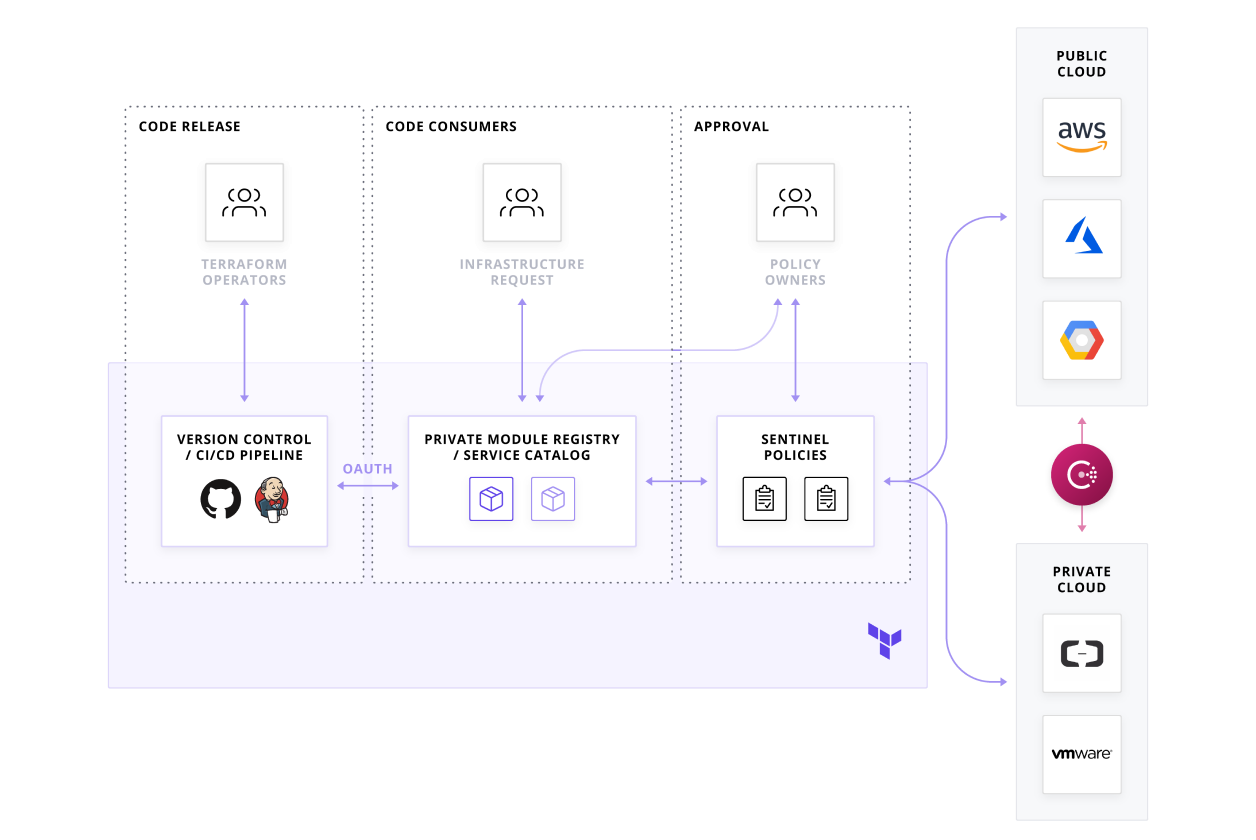 CODE RELEASE
TERRAFORM
OPERATORS
VERSION CONTROL
/ CI/CD PIPELINE
OAUTH
CODE CONSUMERS
INFRASTRUCTURE
REQUEST
PRIVATE MODULE REGISTRY
/ SERVICE CATALOG
APPROVAL
POLICY
OWNERS
SENTINEL
POLICIES
PUBLIC
CLOUD
aws
PRIVATE
CLOUD
vmware